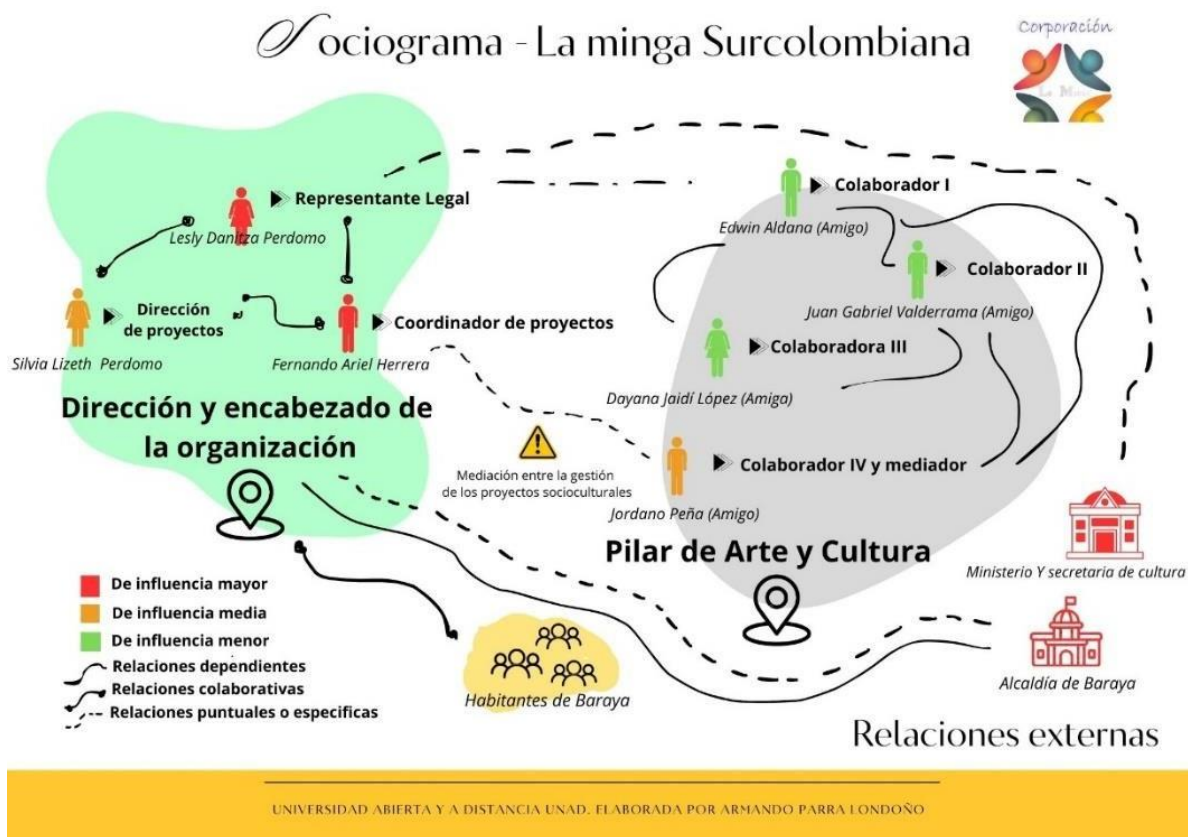 Sociograma - La minga Surcolombiana
Corporación
La Minga
Representante Legal
Lesly Danitza Perdomo
Dirección
de proyectos
Silvia Lizeth Perdomo
Coordinador de proyectos
Fernando Ariel Herrera
Dirección y encabezado de
la organización
Colaborador I
Edwin Aldana (Amigo)
Colaborador II
Juan Gabriel Valderrama (Amigo)
Colaboradora III
Dayana Jaidí López (Amiga)
Mediación entre la gestión
de los proyectos socioculturales
Colaborador IV y mediador
Jordano Peña (Amigo)
Pilar de Arte y Cultura
Ministerio Y secretaria de cultura
Alcaldía de Baraya
Habitantes de Baraya
De influencia mayor
De influencia media
De influencia menor
Relaciones dependientes
Relaciones colaborativas
Relaciones puntuales o especificas
Relaciones externas
UNIVERSIDAD ABIERTA Y A DISTANCIA UNAD. ELABORADA POR ARMANDO PARRA LONDOÑO